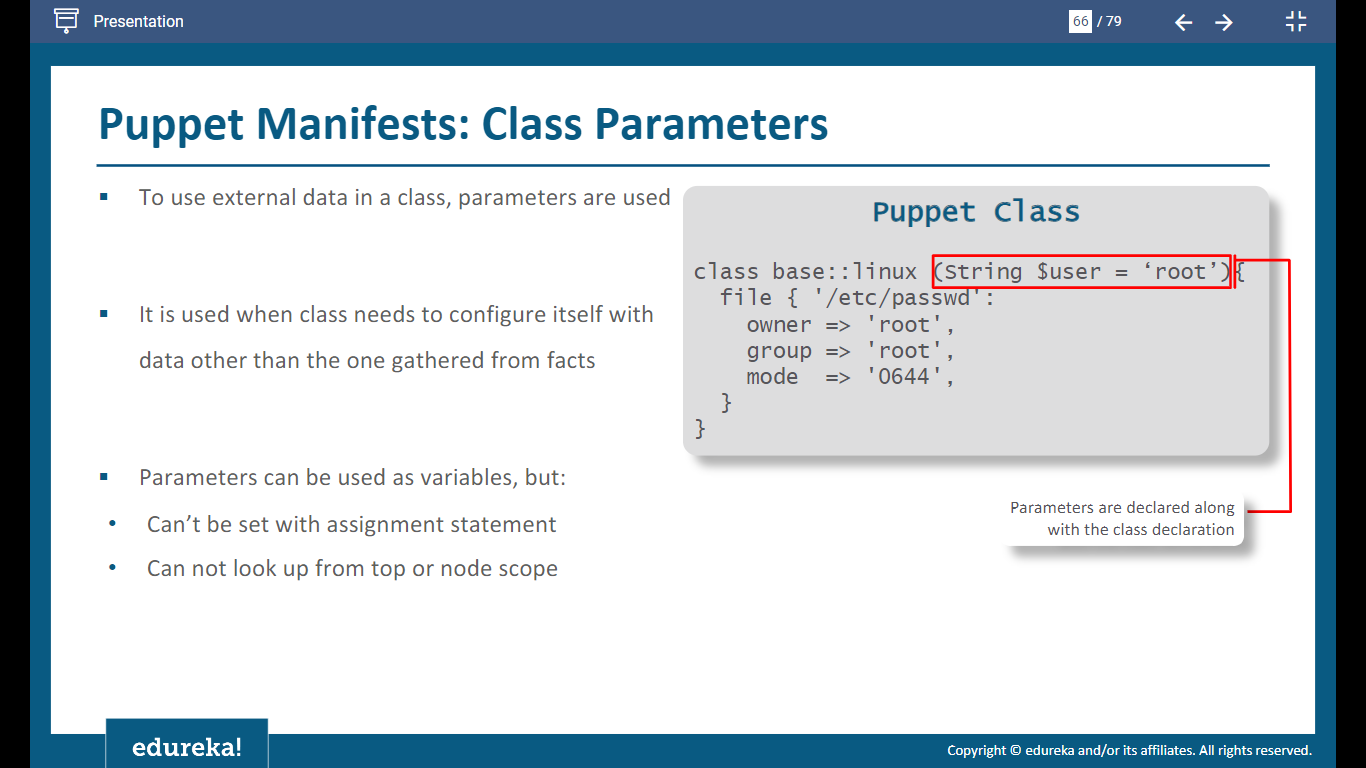 Presentation
66 / 79
Puppet Manifests: Class Parameters
▪ To use external data in a class, parameters are used
▪ It is used when class needs to configure itself with
data other than the one gathered from facts
▪ Parameters can be used as variables, but:
• Can’t be set with assignment statement
• Can not look up from top or node scope
Puppet Class
class base::linux (String $user = ‘root’){
file { '/etc/passwd':
owner => 'root',
group => 'root',
mode => '0644',
}
}
Parameters are declared along
with the class declaration
edureka!
Copyright © edureka and/or its affiliates. All rights reserved.